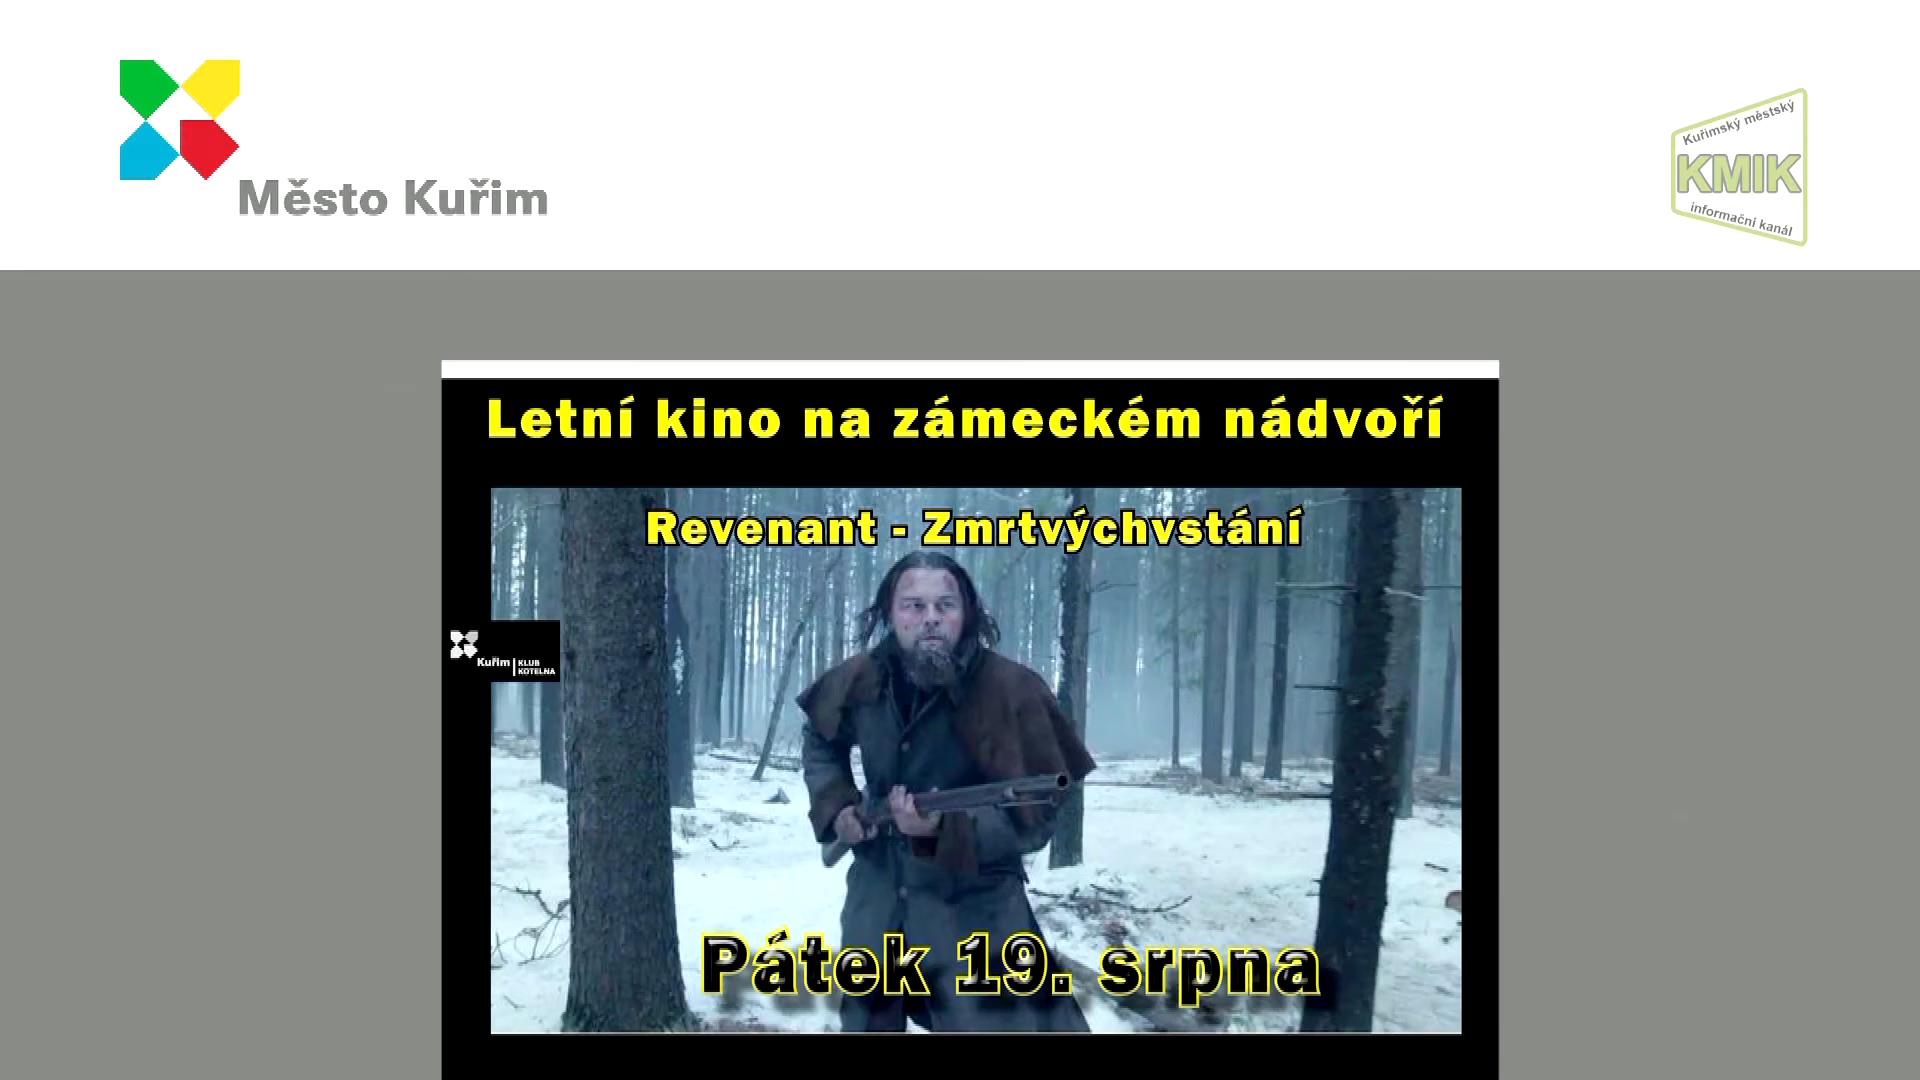 Město Kuřim
Kuřimský městský
KMIK
informační kanál
Letní kino na zámeckém nádvoří
Revenant - Zmrtvýchvstání
Kuřim KLUB
KOTELNA
Pátek 19. srpna